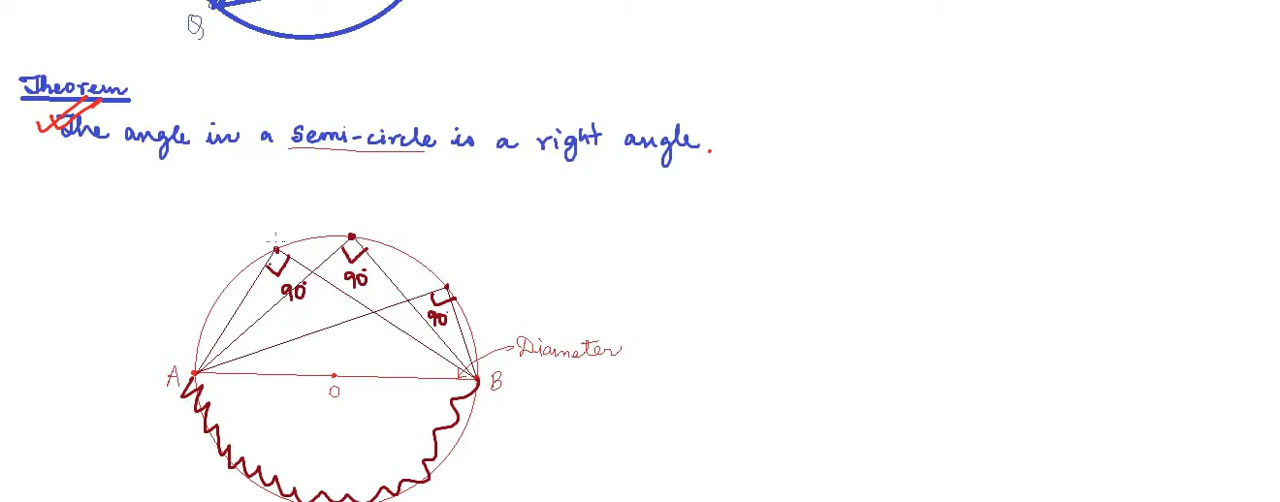 Q
Theorem
The angle in a semi-circle is a right angle.
90°
90°
90°
Diameter
A
O
B